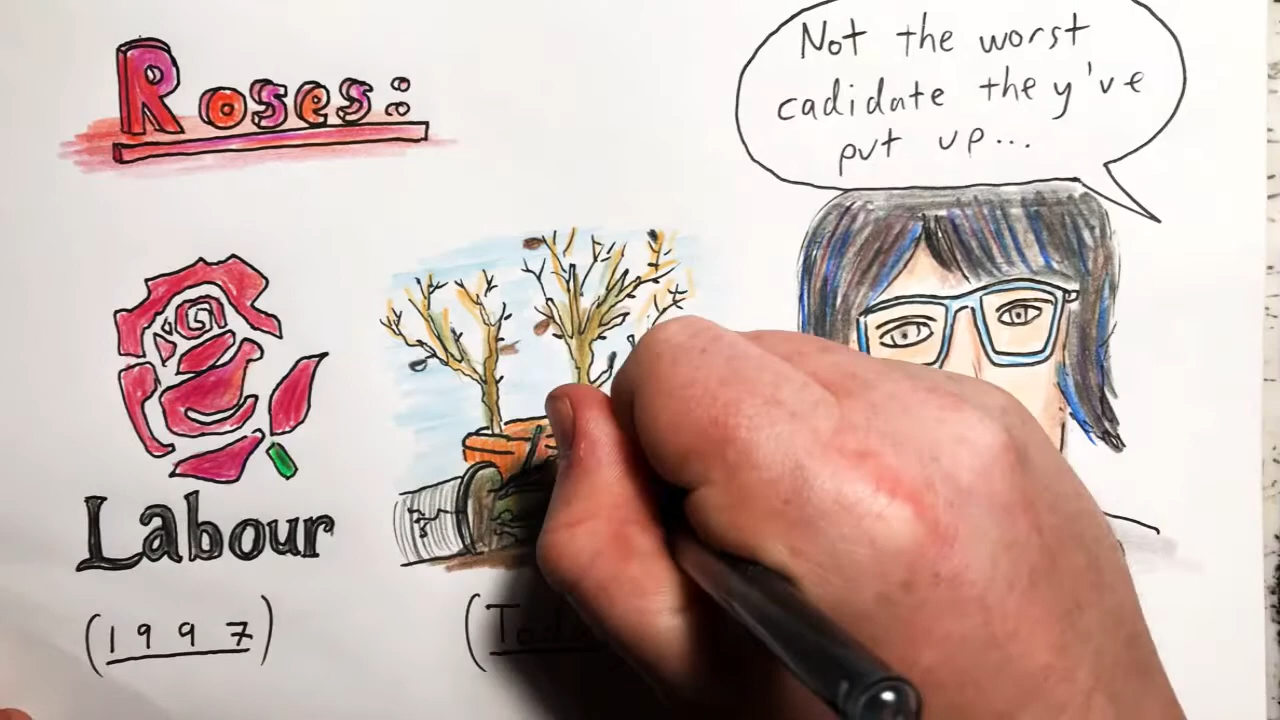 Roses:
Not the worst
cadidate they've
put up...
Labour
(1997)